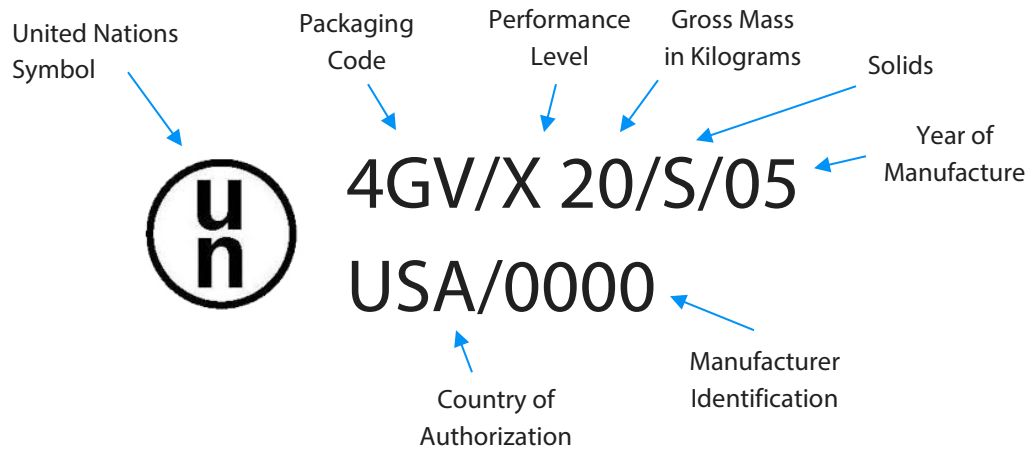 United Nations
Symbol
Packaging
Code
Performance
Level
Gross Mass
in Kilograms
Solids
Year of
Manufacture
un
4GV/X 20/S/05
USA/0000
Country of
Authorization
Manufacturer
Identification